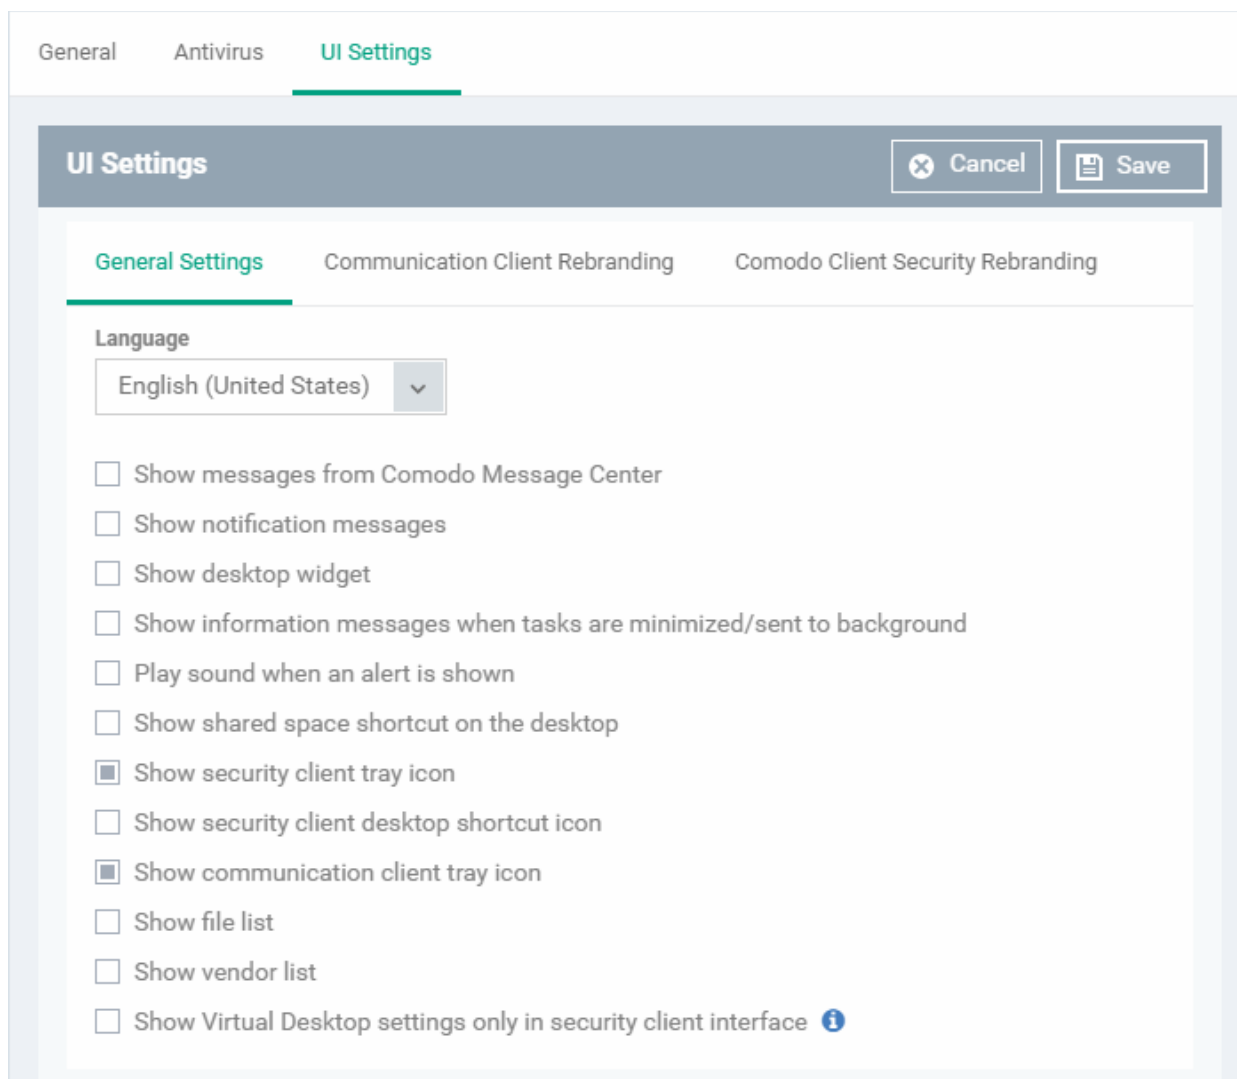 General Antivirus UI Settings
UI Settings Cancel Save
General Settings Communication Client Rebranding Comodo Client Security Rebranding
Language
English (United States)
Show messages from Comodo Message Center
Show notification messages
Show desktop widget
Show information messages when tasks are minimized/sent to background
Play sound when an alert is shown
Show shared space shortcut on the desktop
Show security client tray icon
Show security client desktop shortcut icon
Show communication client tray icon
Show file list
Show vendor list
Show Virtual Desktop settings only in security client interface